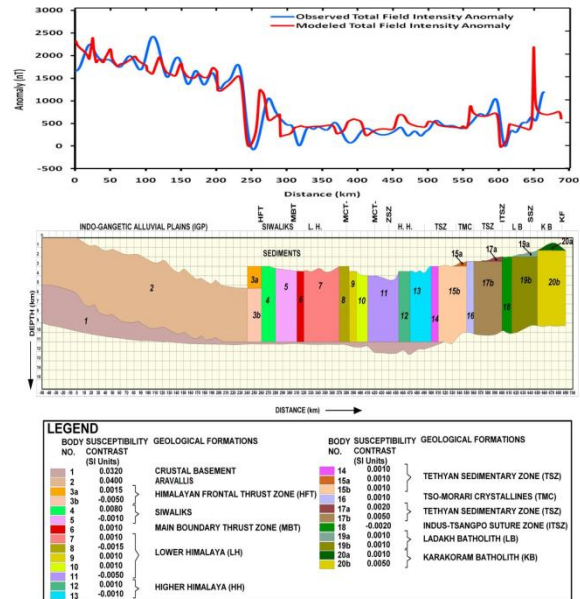 3000
Observed Total Field Intensity Anomaly
Modeled Total Field Intensity Anomaly
2500
2000
1500
1000
500
0
-500
Anomaly (nT)
0 50 100 150 200 250 300 350 400 450 500 550 600 650 700
Distance (km)
INDO-GANGETIC ALLUVIAL PLAINS (IGP)
HFT
SIWALIKS
MBT
L. H.
MCT-
MCT-
ZSZ
H. H.
TSZ
TMC
TSZ
ITSZ
L B
SSZ
K B
KF
SEDIMENTS
1
2
3a
3b
4
5
6
7
8
9
10
11
12
13
14
15a
15b
16
17a
17b
18
19a
19b
20a
20b
DEPTH (km)
DISTANCE (km)
LEGEND
BODY NO. SUSCEPTIBILITY CONTRAST (SI Units) GEOLOGICAL FORMATIONS
1 0.0320 CRUSTAL BASEMENT
2 0.0400 ARAVALLIS
3a 0.0015
3b -0.0050
HIMALAYAN FRONTAL THRUST ZONE (HFT)
4 0.0080
5 -0.0010
SIWALIKS
6 0.0010 MAIN BOUNDARY THRUST ZONE (MBT)
7 0.0010
8 -0.0015
9 0.0010
10 0.0010
11 -0.0050
LOWER HIMALAYA (LH)
12 0.0010
13 -0.0010
HIGHER HIMALAYA (HH)
BODY NO. SUSCEPTIBILITY CONTRAST (SI Units) GEOLOGICAL FORMATIONS
14 0.0010
15a 0.0010
15b 0.0010
TETHYAN SEDIMENTARY ZONE (TSZ)
16 0.0010 TSO-MORARI CRYSTALLINES (TMC)
17a 0.0020
17b 0.0050
TETHYAN SEDIMENTARY ZONE (TSZ)
18 -0.0020 INDUS-TSANGPO SUTURE ZONE (ITSZ)
19a 0.0010
19b 0.0010
LADAKH BATHOLITH (LB)
20a 0.0010
20b 0.0050
KARAKORAM BATHOLITH (KB)